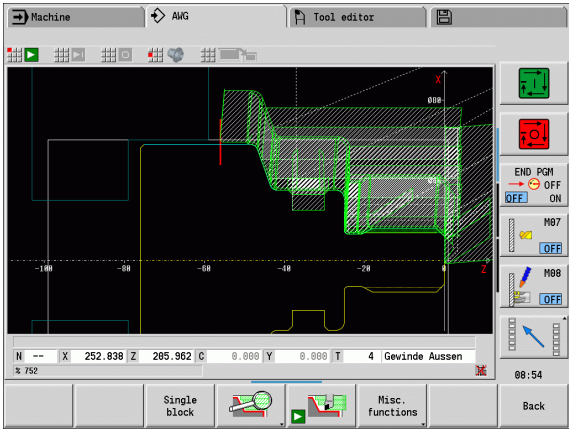 Machine
AWG
Tool editor
X
Ø80
END PGM
OFF
OFF ON
M07
OFF
-100 -80 -60 -40 -20 0
Z
M08
OFF
N -- X 252.838 Z 205.962 C 0.000 Y 0.000 T 4 Gewinde Aussen
% 752
08:54
Single block
Misc. functions
Back